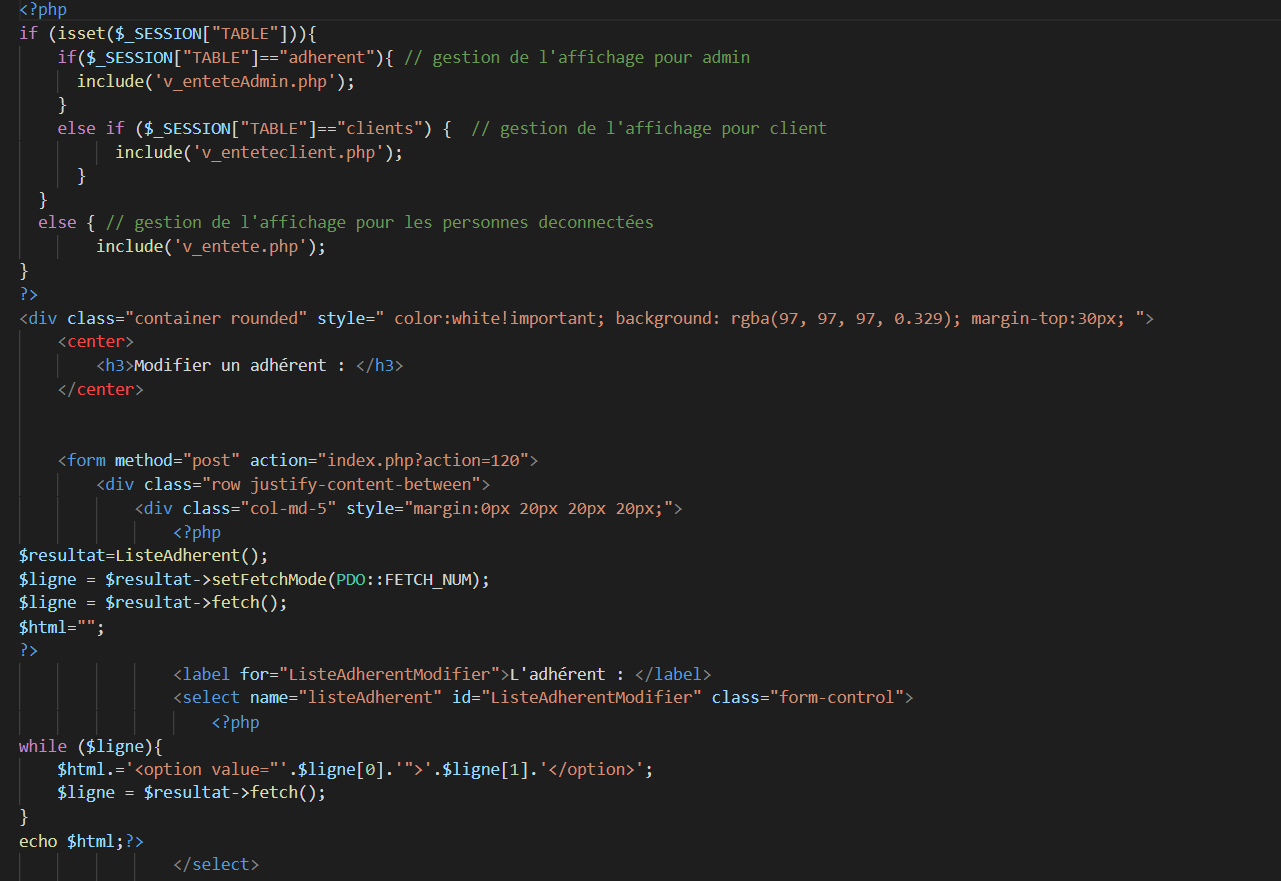 <?php
if (isset($_SESSION["TABLE"])){
if($_SESSION["TABLE"]=="adherent"){ // gestion de l'affichage pour admin
include('v_enteteAdmin.php');
}
else if ($_SESSION["TABLE"]=="clients") {  // gestion de l'affichage pour client
include('v_enteteclient.php');
}
}
else { // gestion de l'affichage pour les personnes deconnectées
include('v_entete.php');
}
?>
<div class="container rounded" style=" color:white!important; background: rgba(97, 97, 97, 0.329); margin-top:30px; ">
<center>
<h3>Modifier un adhérent : </h3>
</center>
<form method="post" action="index.php?action=120">
<div class="row justify-content-between">
<div class="col-md-5" style="margin:0px 20px 20px 20px;">
<?php
$resultat=ListeAdherent();
$ligne = $resultat->setFetchMode(PDO::FETCH_NUM);
$ligne = $resultat->fetch();
$html="";
?>
<label for="ListeAdherentModifier">L'adhérent : </label>
<select name="listeAdherent" id="ListeAdherentModifier" class="form-control">
<?php
while ($ligne){
$html.='<option value="'.$ligne[0].'">'.$ligne[1].'</option>';
$ligne = $resultat->fetch();
}
echo $html;?>
</select>